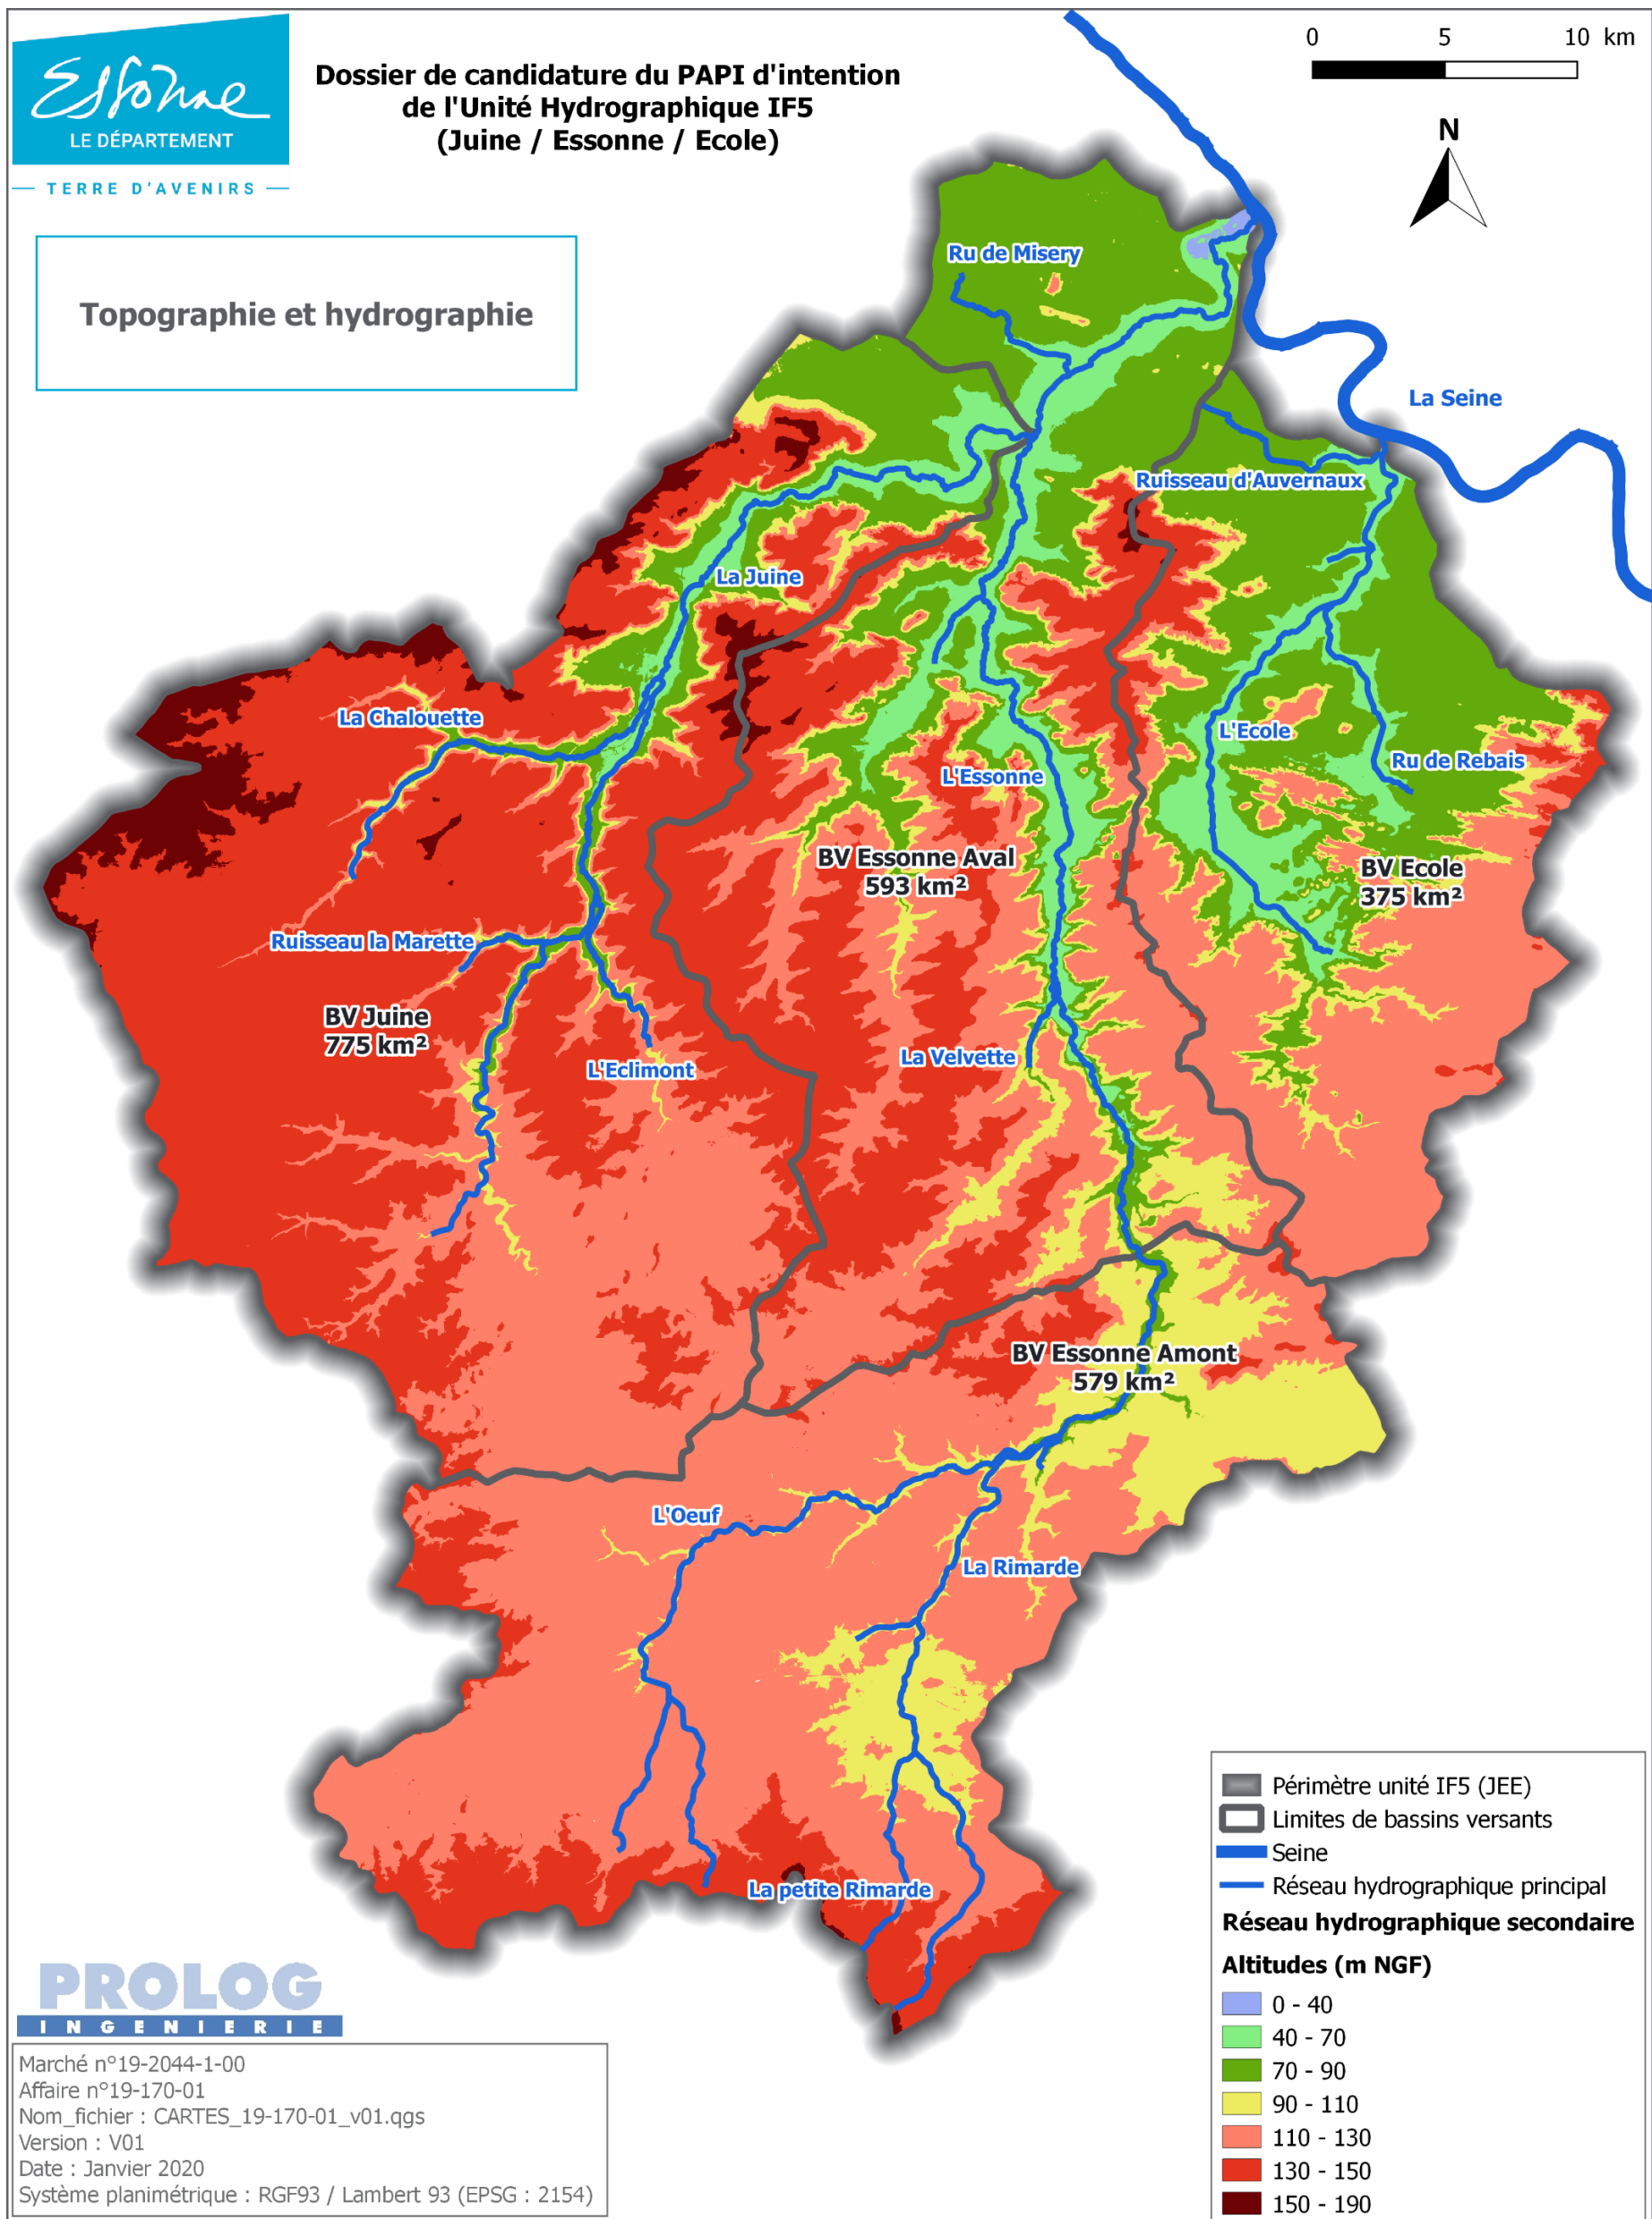 Essonne
LE DÉPARTEMENT
TERRE D'AVENIRS
Dossier de candidature du PAPI d'intention
de l'Unité Hydrographique IF5
(Juine / Essonne / Ecole)
0 5 10 km
N
Topographie et hydrographie
Ru de Misery
La Seine
Ruisseau d'Auvernaux
La Juine
La Chalouette
L'Ecole
Ru de Rebais
L'Essonne
BV Essonne Aval
593 km²
BV Ecole
375 km²
Ruisseau la Marette
BV Juine
775 km²
L'Eclimont
La Velvette
BV Essonne Amont
579 km²
L'Oeuf
La Rimarde
La petite Rimarde
Périmètre unité IF5 (JEE)
Limites de bassins versants
Seine
Réseau hydrographique principal
Réseau hydrographique secondaire
Altitudes (m NGF)
0 - 40
40 - 70
70 - 90
90 - 110
110 - 130
130 - 150
150 - 190
PROLOG
INGENIERIE
Marché n°19-2044-1-00
Affaire n°19-170-01
Nom_fichier : CARTES_19-170-01_v01.qgs
Version : V01
Date : Janvier 2020
Système planimétrique : RGF93 / Lambert 93 (EPSG : 2154)